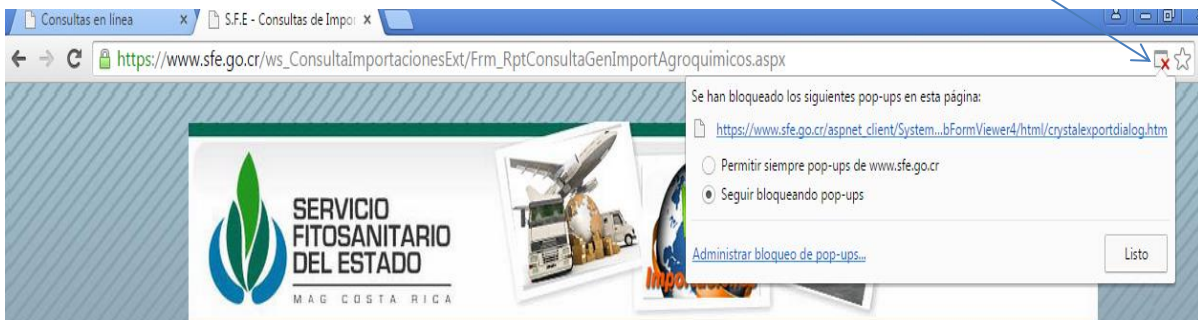 Consultas en línea
S.F.E - Consultas de Impor
https://www.sfe.go.cr/ws_ConsultaImportacionesExt/Frm_RptConsultaGenImportAgroquimicos.aspx
Se han bloqueado los siguientes pop-ups en esta página:
https://www.sfe.go.cr/aspnet_client/System...bFormViewer4/html/crystalexportdialog.htm
Permitir siempre pop-ups de www.sfe.go.cr
Seguir bloqueando pop-ups
Administrar bloqueo de pop-ups...
Listo
SERVICIO
FITOSANITARIO
DEL ESTADO
MAG COSTA RICA